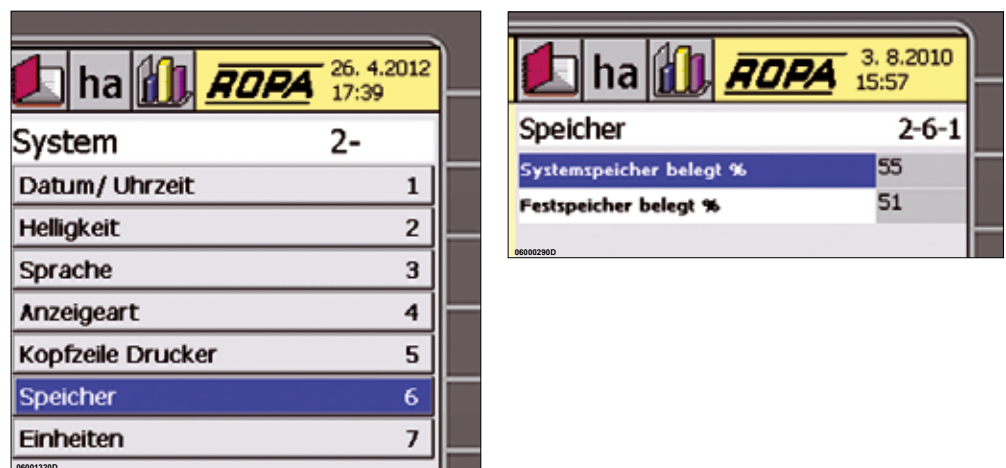 ha ROPA 26. 4.2012
17:39
System 2-
Datum/ Uhrzeit 1
Helligkeit 2
Sprache 3
Anzeigeart 4
Kopfzeile Drucker 5
Speicher 6
Einheiten 7
06001320D
ha ROPA 3. 8.2010
15:57
Speicher 2-6-1
Systemspeicher belegt % 55
Festspeicher belegt % 51
06000290D